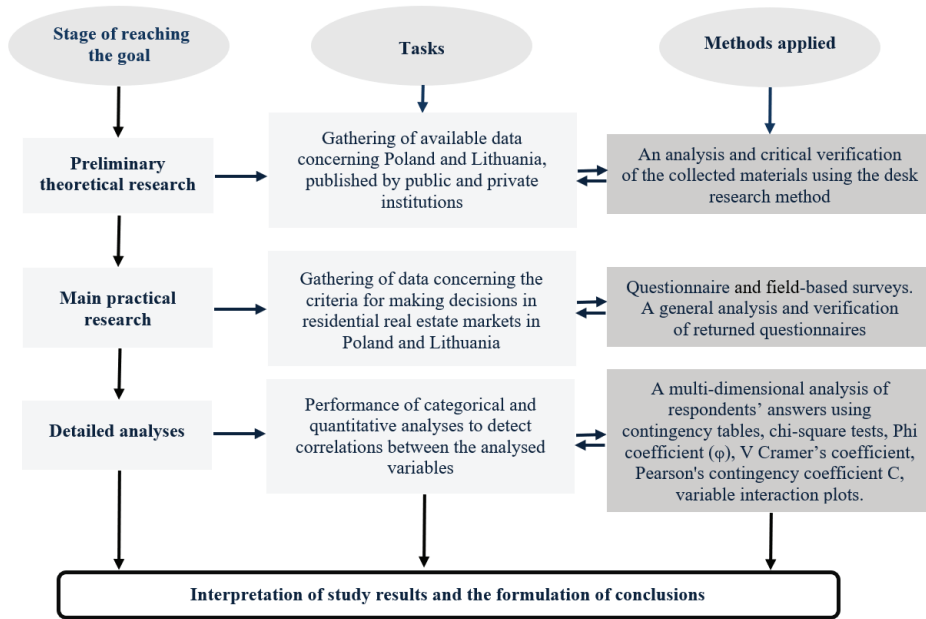 Stage of reaching
the goal
Tasks
Methods applied
Preliminary
theoretical research
Gathering of available data
concerning Poland and Lithuania,
published by public and private
institutions
An analysis and critical verification
of the collected materials using the desk
research method
Main practical
research
Gathering of data concerning the
criteria for making decisions in
residential real estate markets in
Poland and Lithuania
Questionnaire and field-based surveys.
A general analysis and verification
of returned questionnaires
Detailed analyses
Performance of categorical and
quantitative analyses to detect
correlations between the analysed
variables
A multi-dimensional analysis of
respondents’ answers using
contingency tables, chi-square tests, Phi
coefficient (φ), V Cramer’s coefficient,
Pearson's contingency coefficient C,
variable interaction plots.
Interpretation of study results and the formulation of conclusions